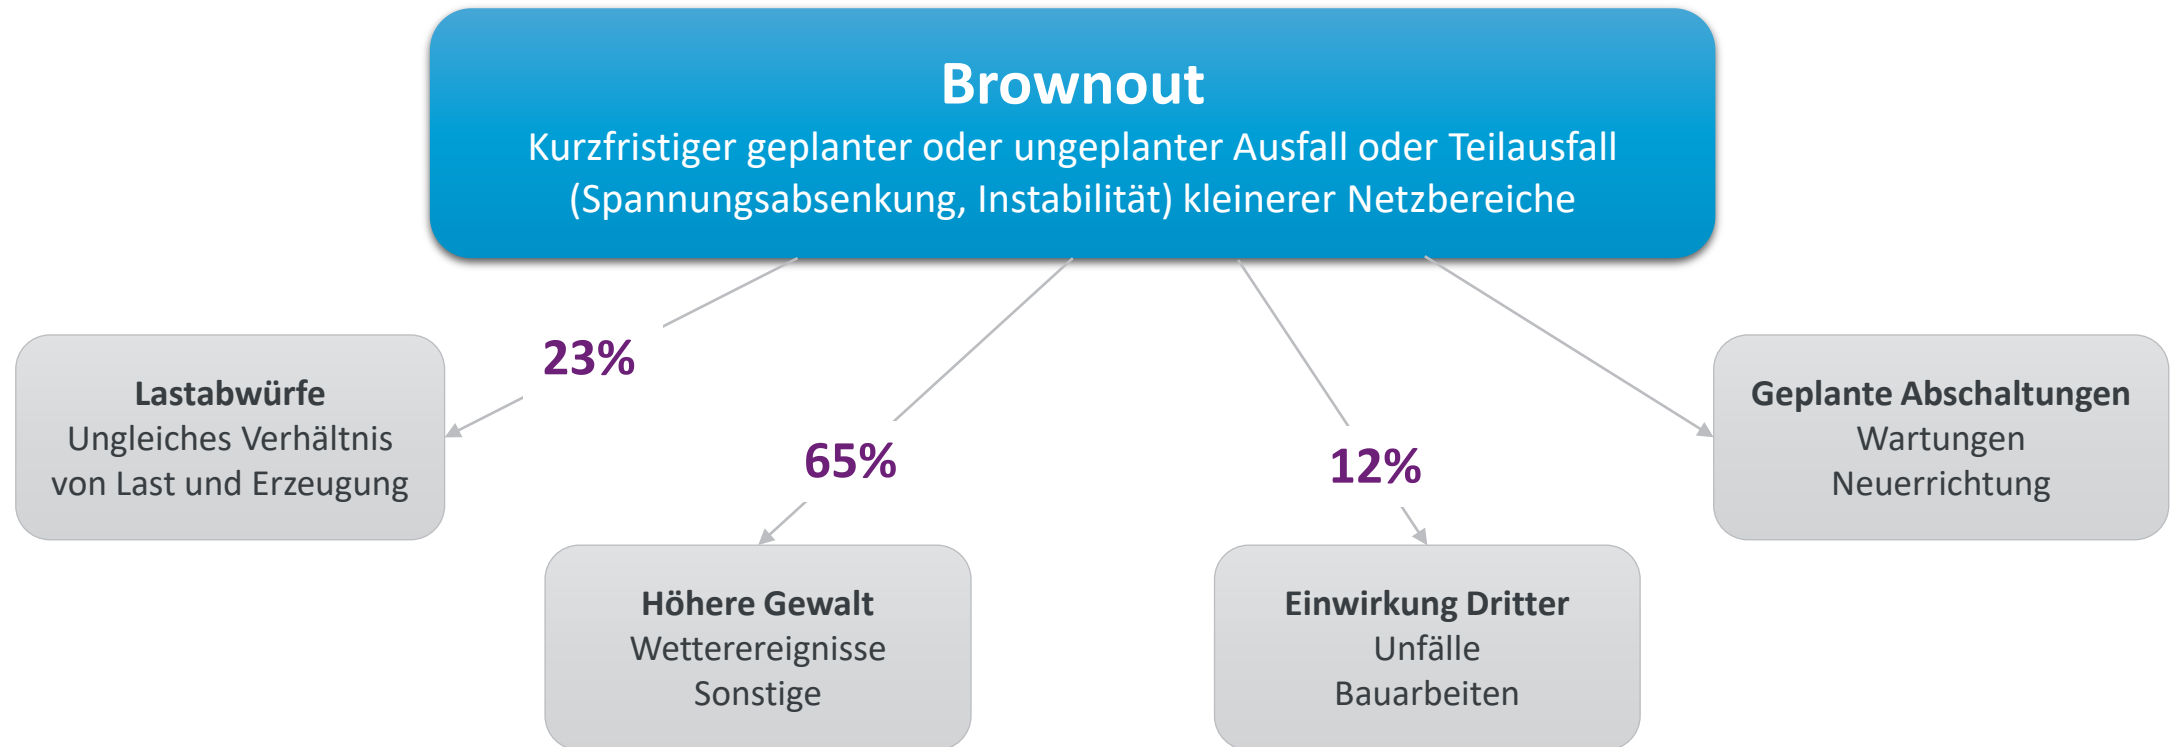 Brownout
Kurzfristiger geplanter oder ungeplanter Ausfall oder Teilausfall
(Spannungsabsenkung, Instabilität) kleinerer Netzbereiche
23%
65%
12%
Lastabwürfe
Ungleiches Verhältnis
von Last und Erzeugung
Höhere Gewalt
Wetterereignisse
Sonstige
Einwirkung Dritter
Unfälle
Bauarbeiten
Geplante Abschaltungen
Wartungen
Neuerrichtung